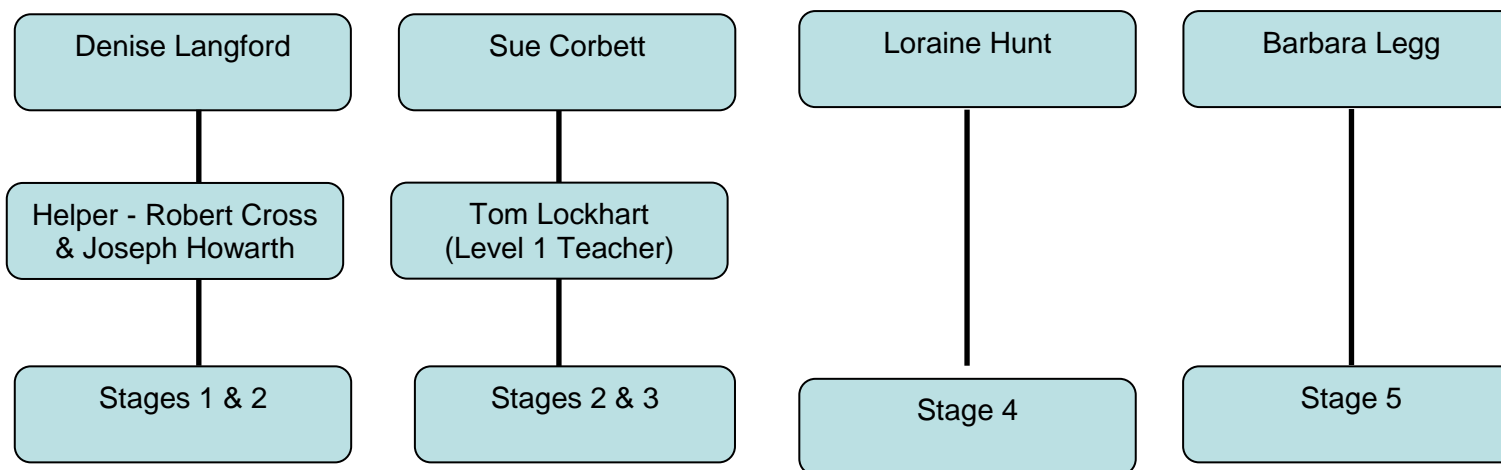 Denise Langford
Sue Corbett
Loraine Hunt
Barbara Legg
Helper - Robert Cross
& Joseph Howarth
Tom Lockhart
(Level 1 Teacher)
Stages 1 & 2
Stages 2 & 3
Stage 4
Stage 5